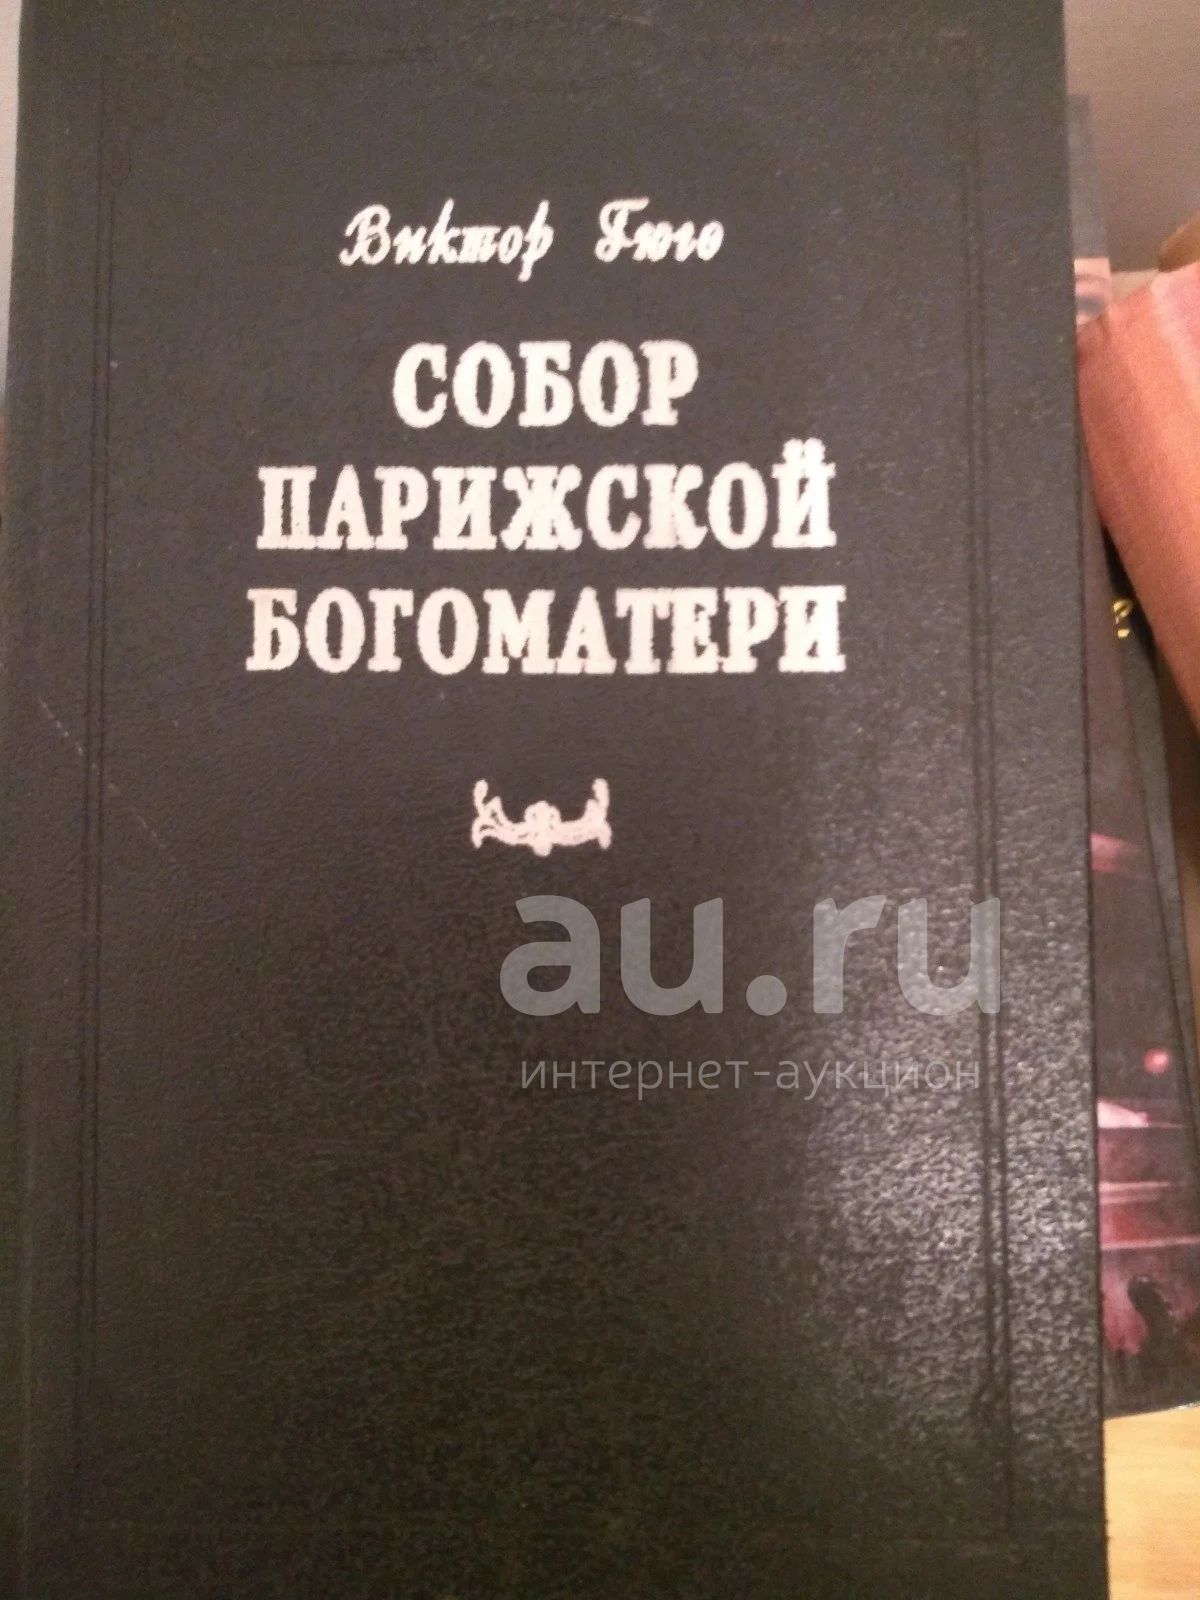 Виктор Гюго
СОБОР
ПАРИЖСКОЙ
БОГОМАТЕРИ
au.ru
интернет-аукцион